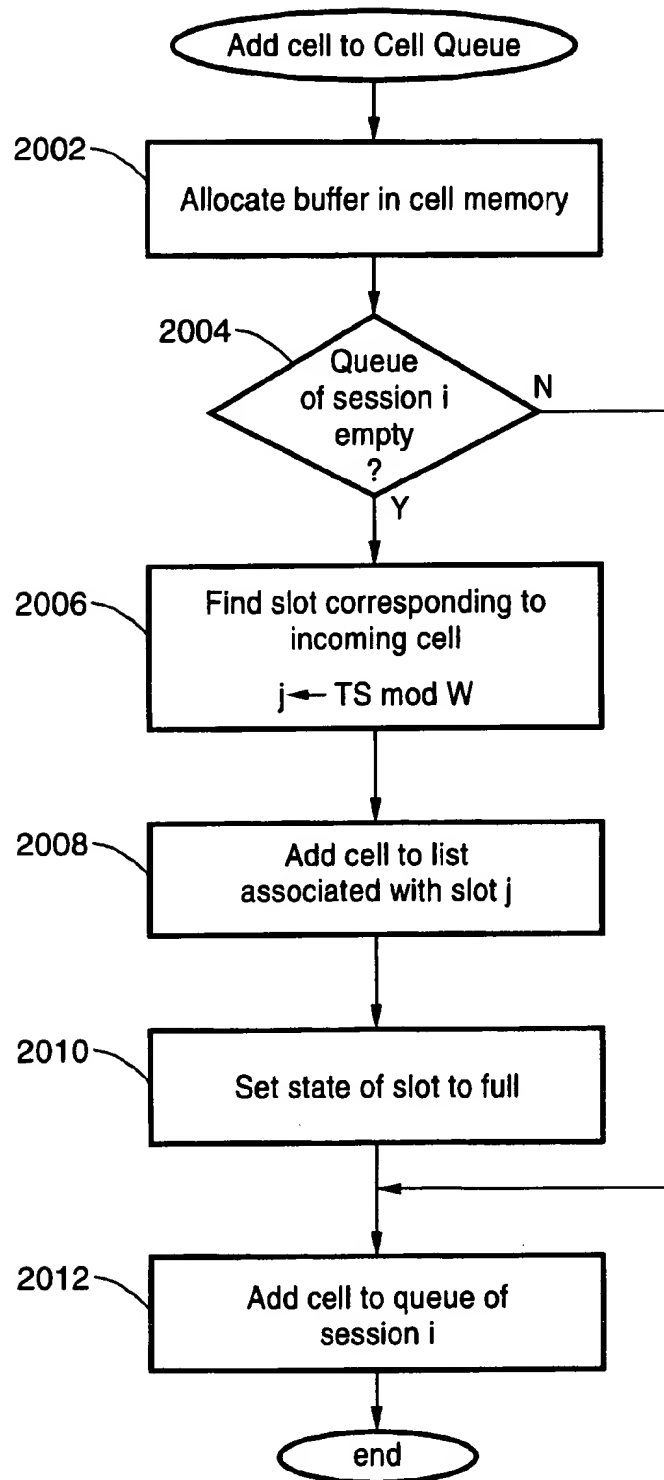 Add cell to Cell Queue
2002
Allocate buffer in cell memory
2004
Queue
of session i
empty
?
N
Y
2006
Find slot corresponding to
incoming cell
j← TS mod W
2008
Add cell to list
associated with slot j
2010
Set state of slot to full
2012
Add cell to queue of
session i
end